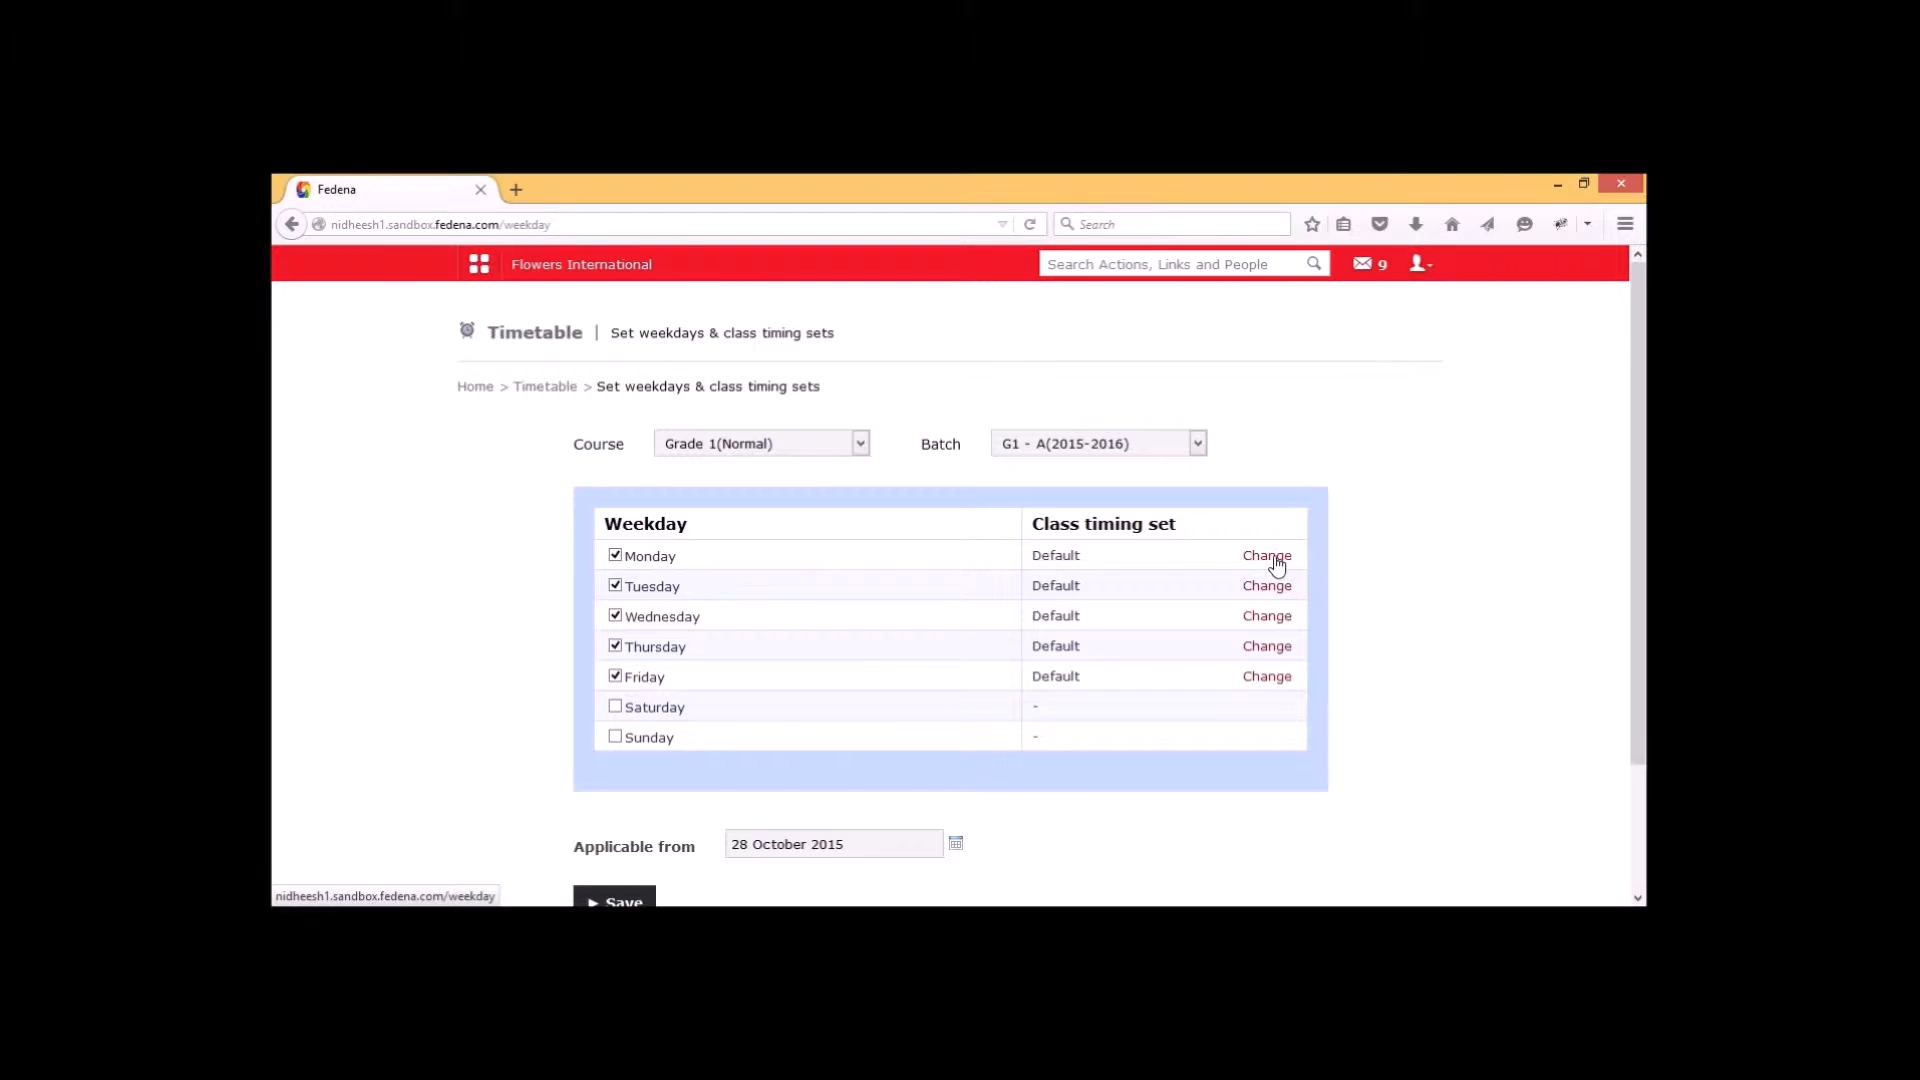 Fedena
nidheesh1.sandbox.fedena.com/weekday
Search
Flowers International
Search Actions, Links and People
9
Timetable | Set weekdays & class timing sets
Home > Timetable > Set weekdays & class timing sets
Course Grade 1(Normal) Batch G1 - A(2015-2016)
Weekday Class timing set
Monday Default Change
Tuesday Default Change
Wednesday Default Change
Thursday Default Change
Friday Default Change
Saturday -
Sunday -
Applicable from 28 October 2015
Save
nidheesh1.sandbox.fedena.com/weekday